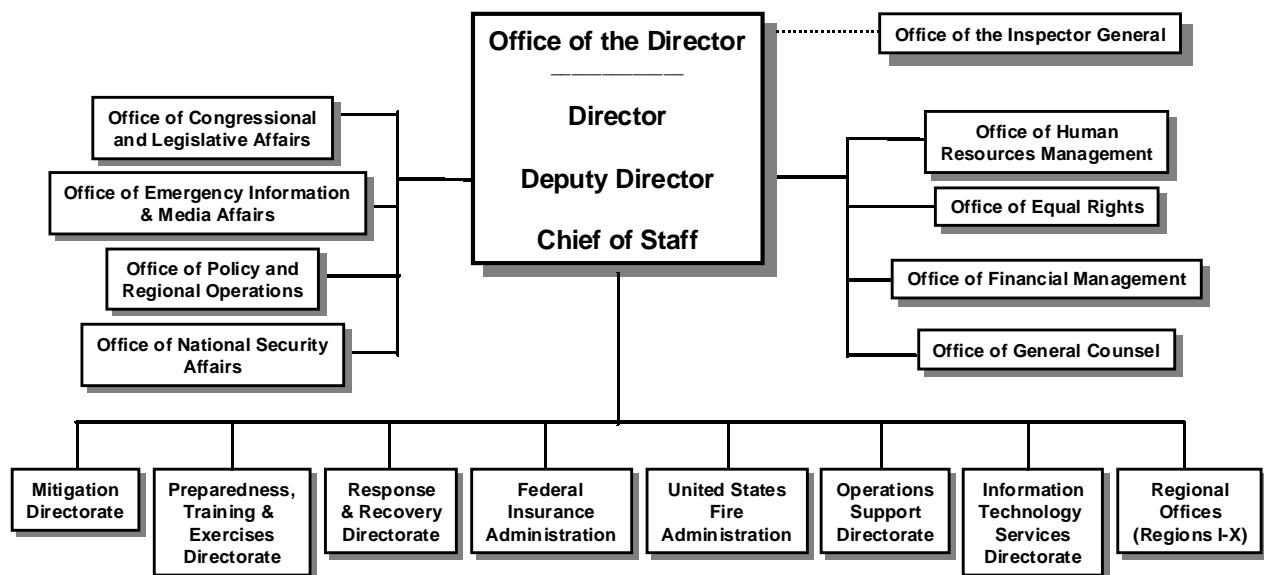 Office of the Director
Director
Deputy Director
Chief of Staff
Office of the Inspector General
Office of Congressional
and Legislative Affairs
Office of Emergency Information
& Media Affairs
Office of Policy and
Regional Operations
Office of National Security
Affairs
Office of Human
Resources Management
Office of Equal Rights
Office of Financial Management
Office of General Counsel
Mitigation
Directorate
Preparedness,
Training &
Exercises
Directorate
Response
& Recovery
Directorate
Federal
Insurance
Administration
United States
Fire
Administration
Operations
Support
Directorate
Information
Technology
Services
Directorate
Regional
Offices
(Regions I-X)